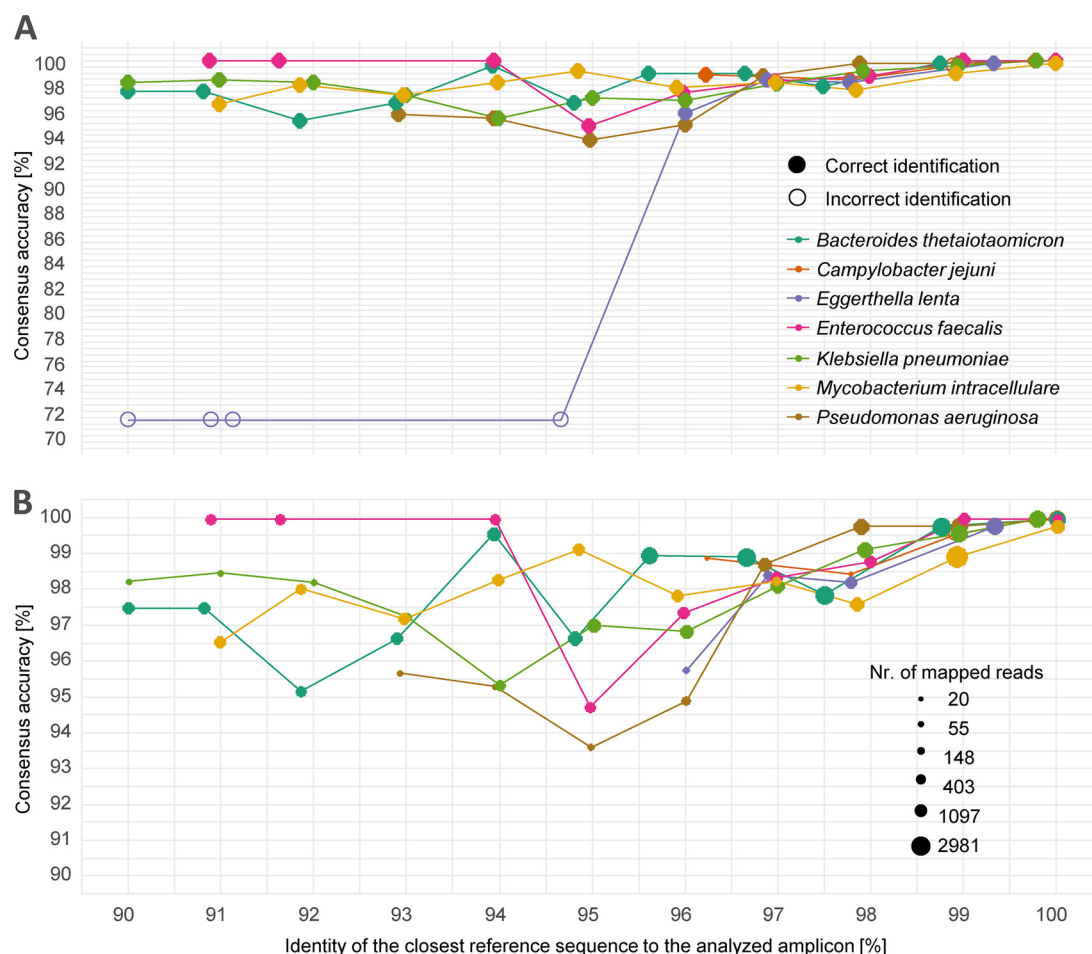 A
100
98
96
94
92
90
88
86
84
82
80
78
76
74
72
70
Consensus accuracy [%]
Correct identification
Incorrect identification
Bacteroides thetaiotaomicron
Campylobacter jejuni
Eggerthella lenta
Enterococcus faecalis
Klebsiella pneumoniae
Mycobacterium intracellulare
Pseudomonas aeruginosa
B
100
99
98
97
96
95
94
93
92
91
90
Consensus accuracy [%]
Nr. of mapped reads
20
55
148
403
1097
2981
90 91 92 93 94 95 96 97 98 99 100
Identity of the closest reference sequence to the analyzed amplicon [%]